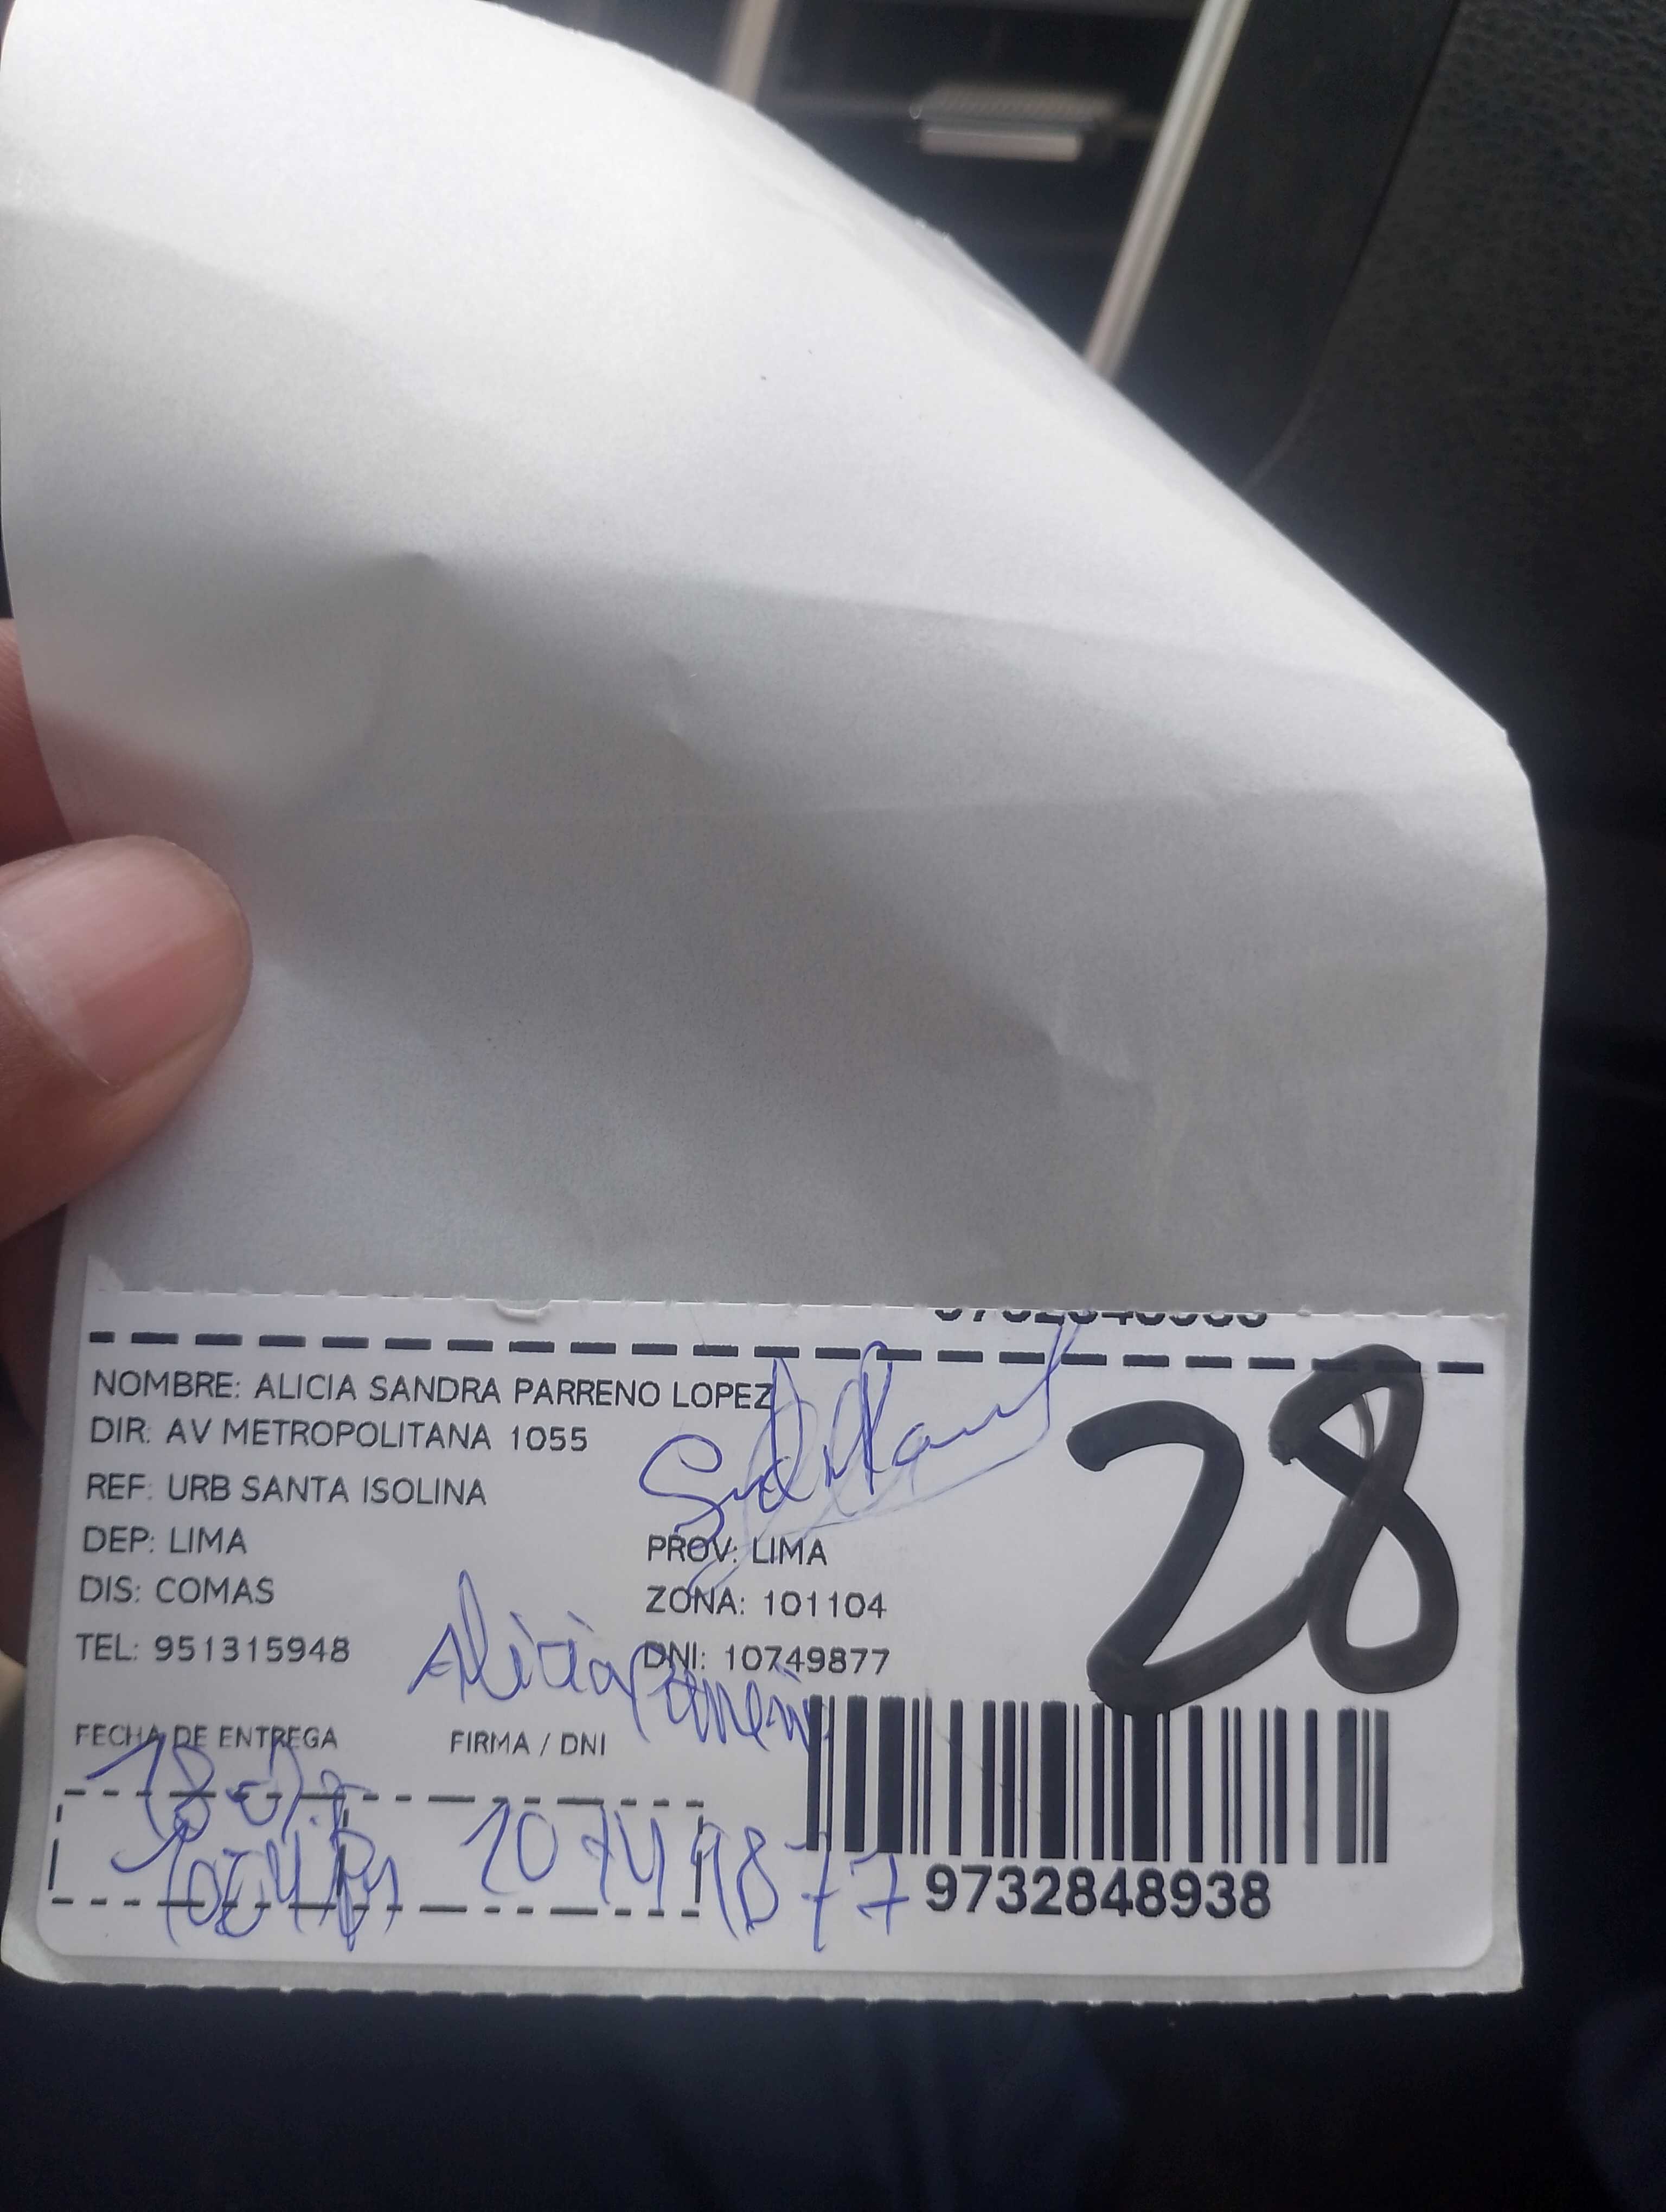 NOMBRE: ALICIA SANDRA PARRENO LOPEZ
DIR: AV METROPOLITANA 1055
REF: URB SANTA ISOLINA
28
DEP: LIMA PROV: LIMA
DIS: COMAS ZONA: 101104
TEL: 951315948 DNI: 10749877
Alicia
FECHA DE ENTREGA FIRMA / DNI
10749877
9732848938